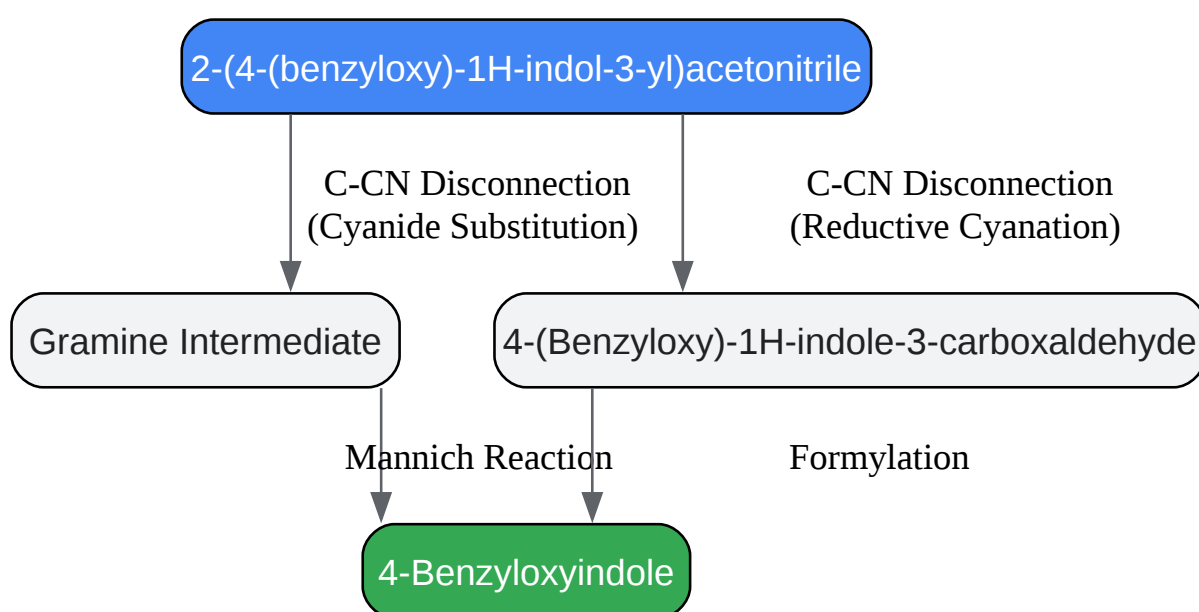 2-(4-(benzyloxy)-1H-indol-3-yl)acetonitrile
C-CN Disconnection
(Cyanide Substitution)
C-CN Disconnection
(Reductive Cyanation)
Gramine Intermediate
4-(Benzyloxy)-1H-indole-3-carboxaldehyde
Mannich Reaction
Formylation
4-Benzyloxyindole